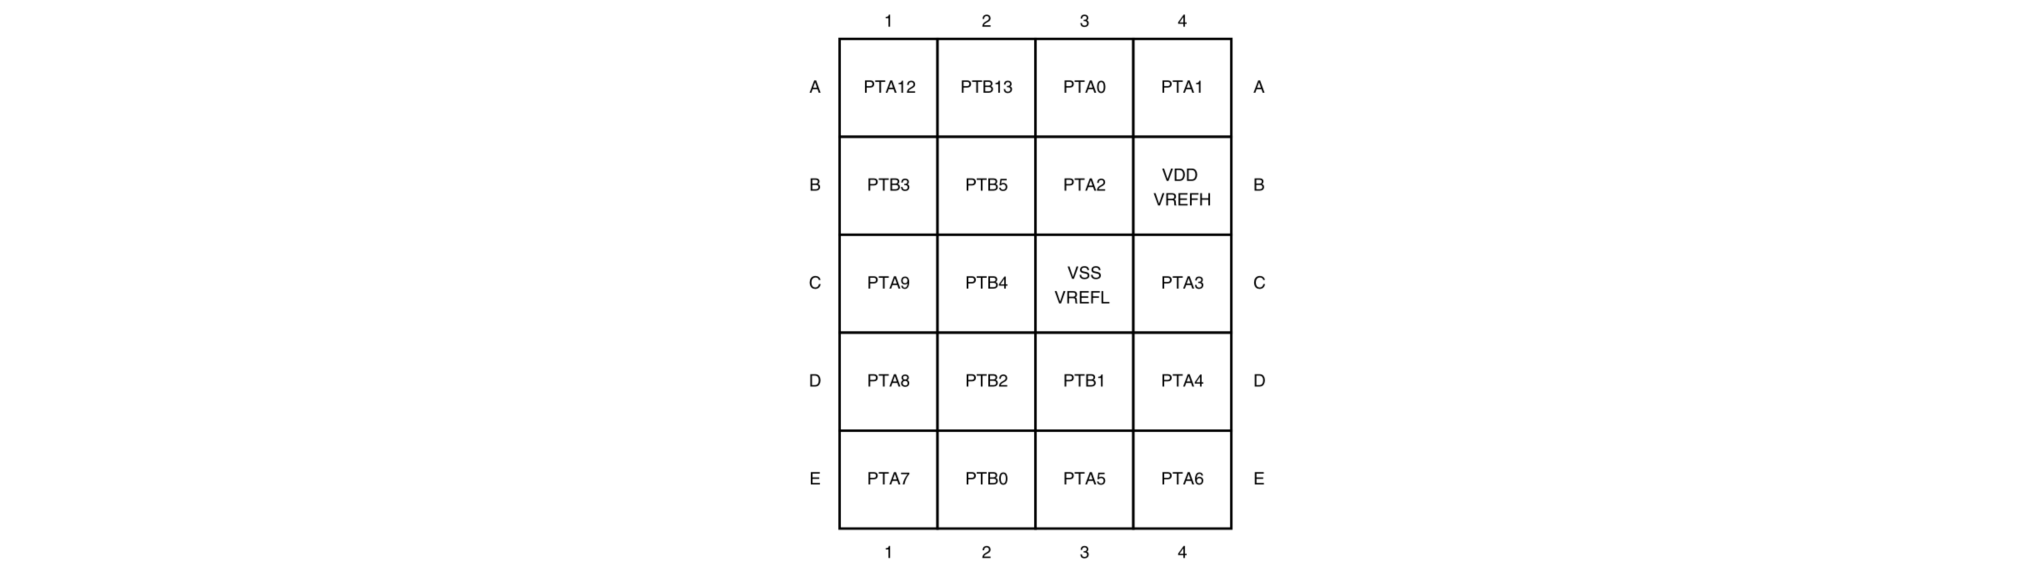 1 2 3 4
A PTA12 PTB13 PTA0 PTA1 A
B PTB3 PTB5 PTA2 VDD VREFH B
C PTA9 PTB4 VSS VREFL PTA3 C
D PTA8 PTB2 PTB1 PTA4 D
E PTA7 PTB0 PTA5 PTA6 E
1 2 3 4